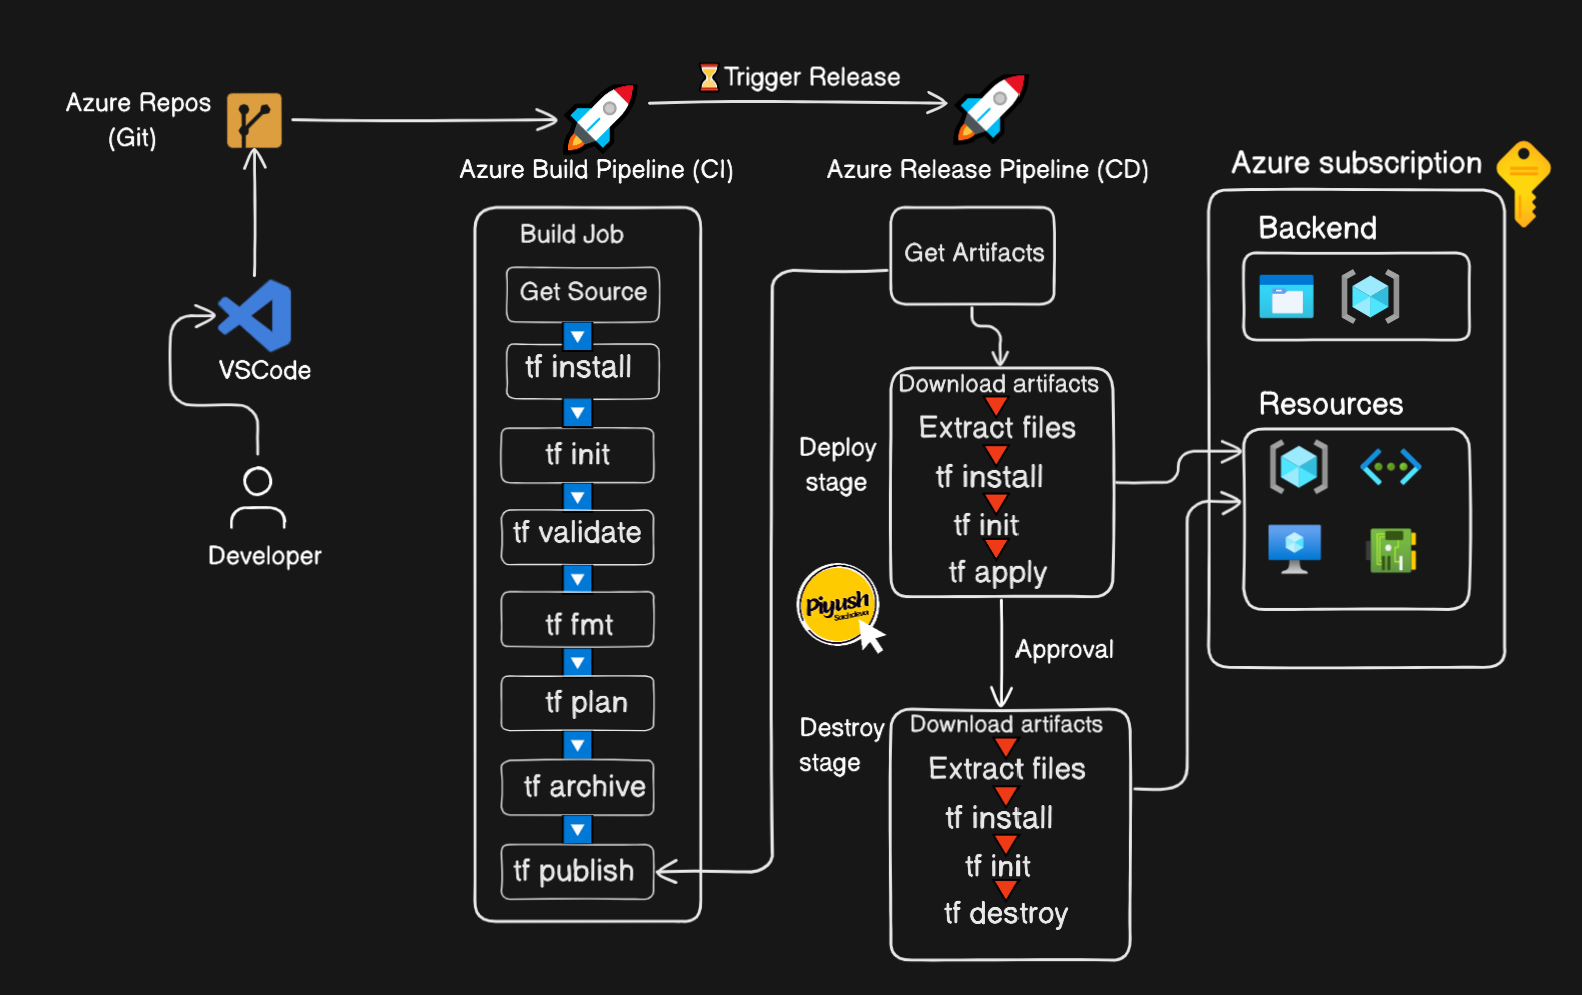 Azure Repos
(Git)
VSCode
Developer
Trigger Release
Azure Build Pipeline (CI)
Build Job
Get Source
tf install
tf init
tf validate
tf fmt
tf plan
tf archive
tf publish
Azure Release Pipeline (CD)
Get Artifacts
Deploy
stage
Download artifacts
Extract files
tf install
tf init
tf apply
Piyush
Sachdeva
Approval
Destroy
stage
Download artifacts
Extract files
tf install
tf init
tf destroy
Azure subscription
Backend
Resources